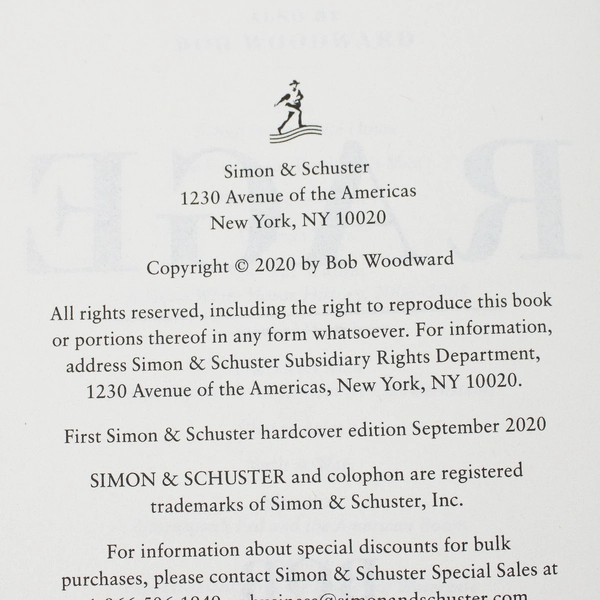 Simon & Schuster
1230 Avenue of the Americas
New York, NY 10020
Copyright © 2020 by Bob Woodward
All rights reserved, including the right to reproduce this book
or portions thereof in any form whatsoever. For information,
address Simon & Schuster Subsidiary Rights Department,
1230 Avenue of the Americas, New York, NY 10020.
First Simon & Schuster hardcover edition September 2020
SIMON & SCHUSTER and colophon are registered
trademarks of Simon & Schuster, Inc.
For information about special discounts for bulk
purchases, please contact Simon & Schuster Special Sales at
business@simonandschuster.com